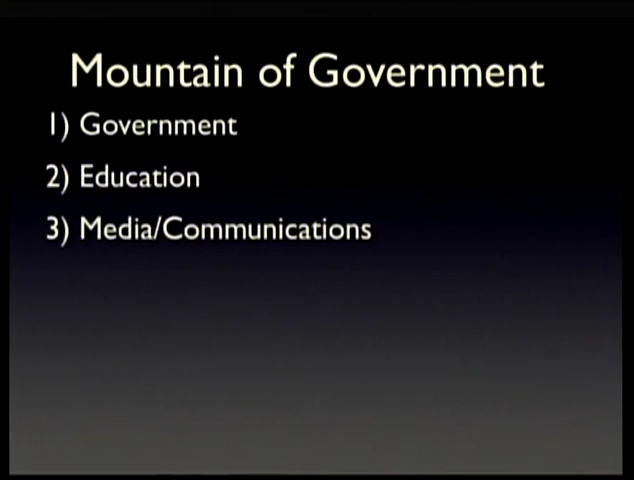 Mountain of Government
1) Government
2) Education
3) Media/Communications